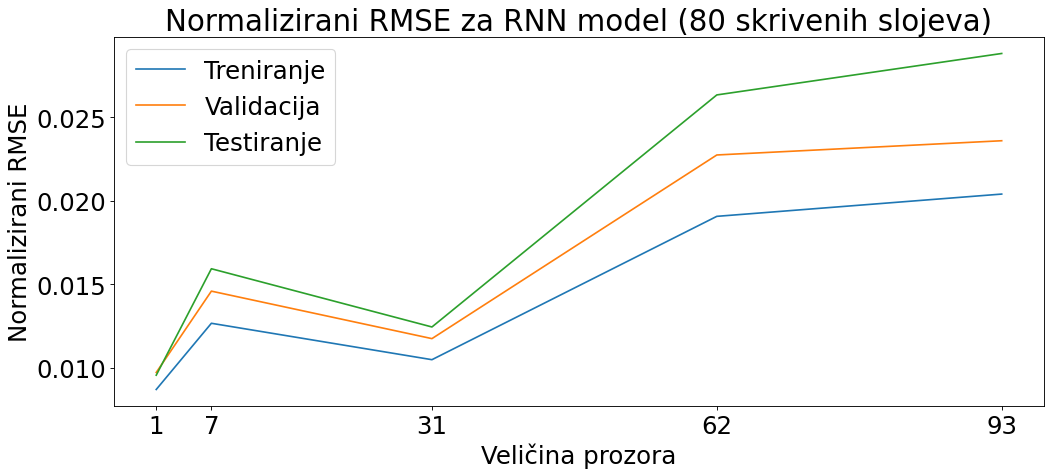 Normalizirani RMSE za RNN model (80 skrivenih slojeva)
Treniranje
Validacija
Testiranje
Normalizirani RMSE
0.025
0.020
0.015
0.010
1 7 31 62 93
Veličina prozora